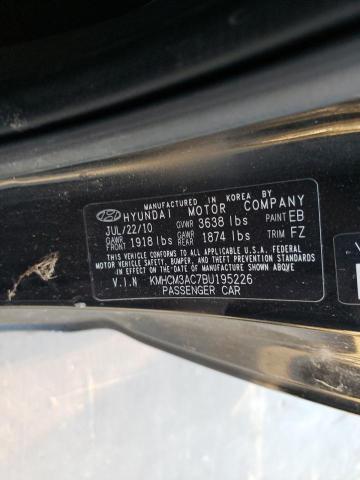 MANUFACTURED IN KOREA BY
HYUNDAI MOTOR COMPANY
JUL/22/10 GVWR 3638 lbs PAINT EB
GAWR FRONT 1918 lbs GAWR REAR 1874 lbs TRIM FZ
THIS VEHICLE CONFORMS TO ALL APPLICABLE U.S.A. FEDERAL
MOTOR VEHICLE SAFETY, BUMPER, AND THEFT PREVENTION STANDARDS
IN EFFECT ON THE DATE OF MANUFACTURE SHOWN ABOVE.
V.I.N KMHCM3AC7BU195226
PASSENGER CAR